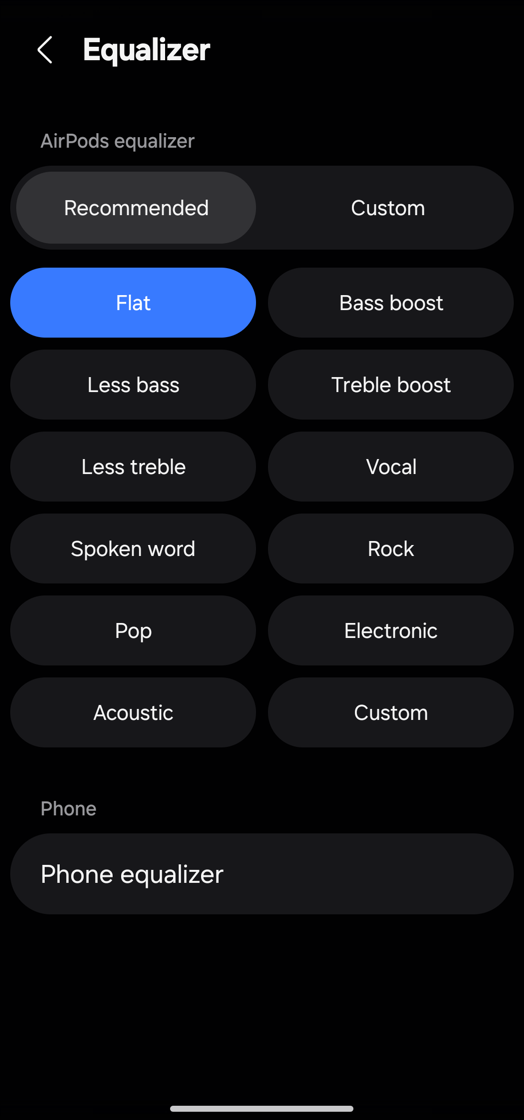 Equalizer
AirPods equalizer
Recommended
Custom
Flat
Bass boost
Less bass
Treble boost
Less treble
Vocal
Spoken word
Rock
Pop
Electronic
Acoustic
Custom
Phone
Phone equalizer